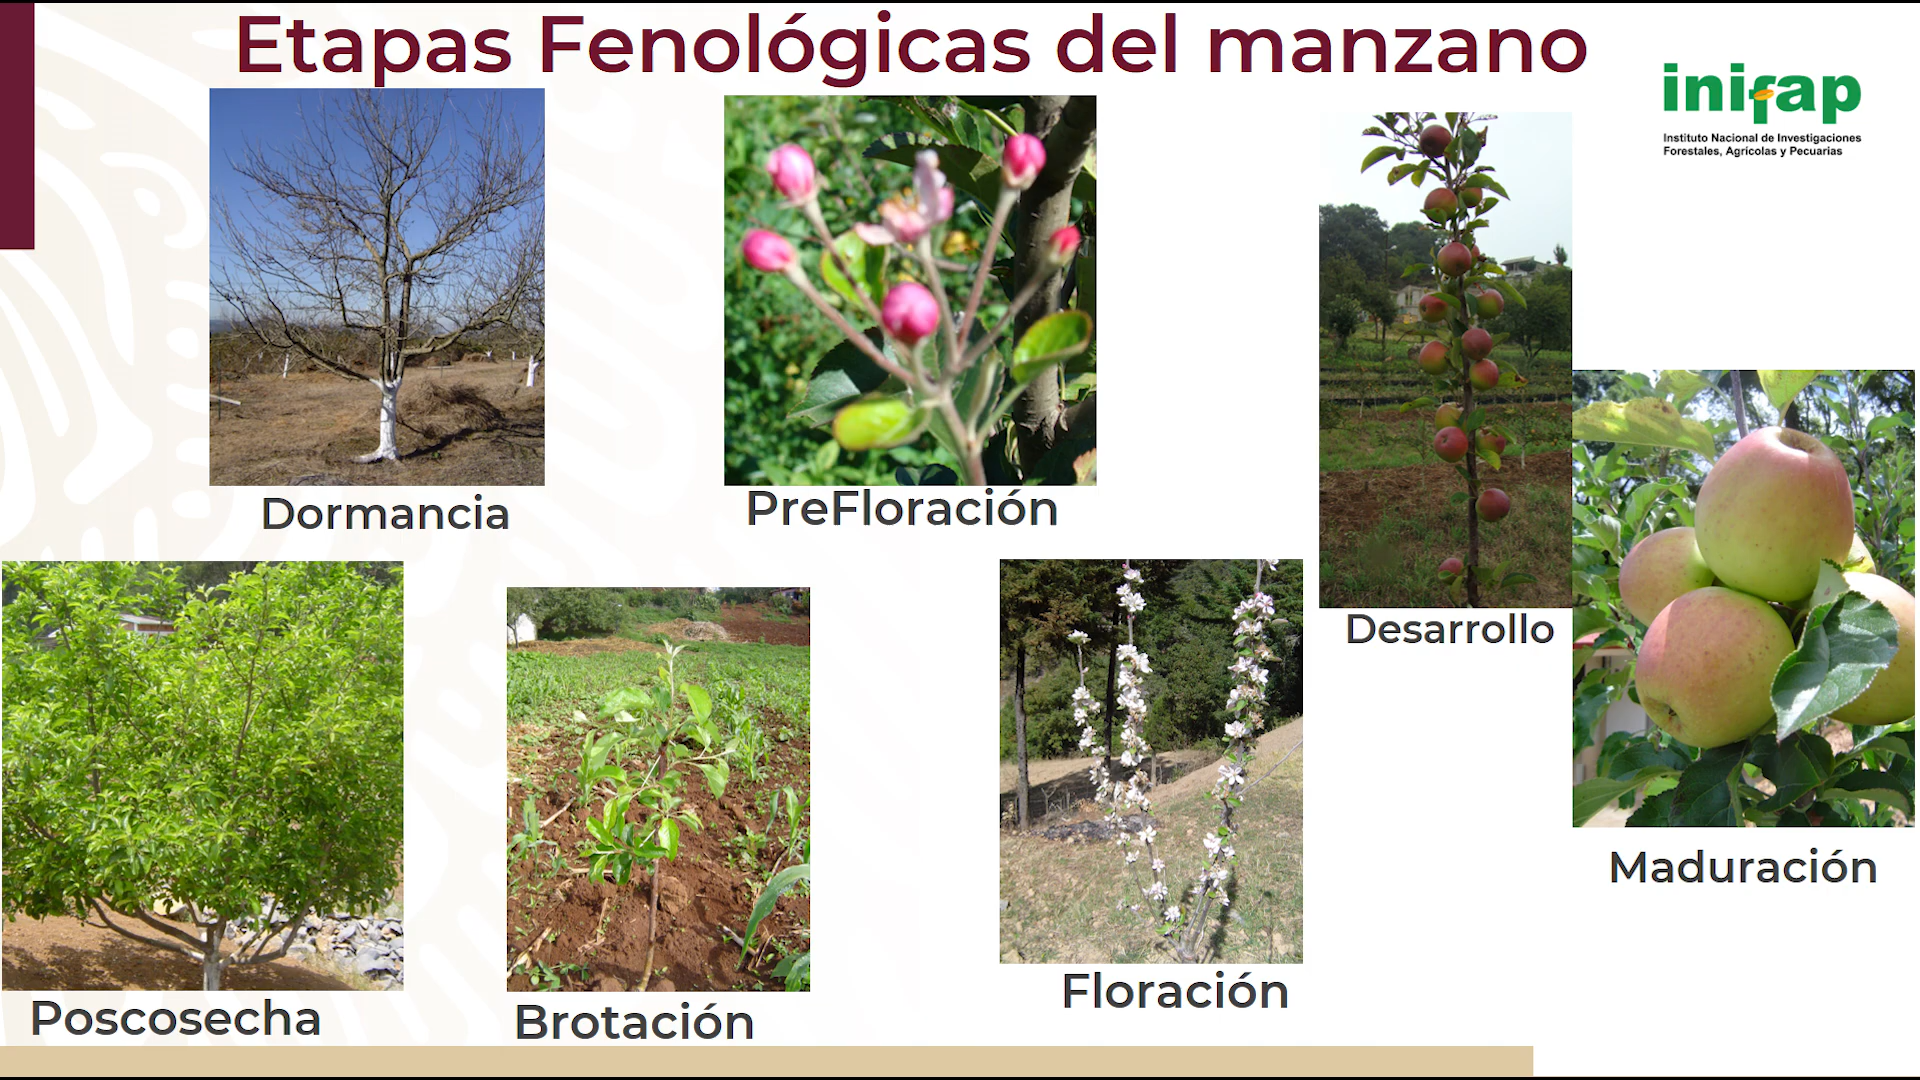 Etapas Fenológicas del manzano
inifap
Instituto Nacional de Investigaciones
Forestales, Agrícolas y Pecuarias
Dormancia
PreFloración
Desarrollo
Maduración
Poscosecha
Brotación
Floración